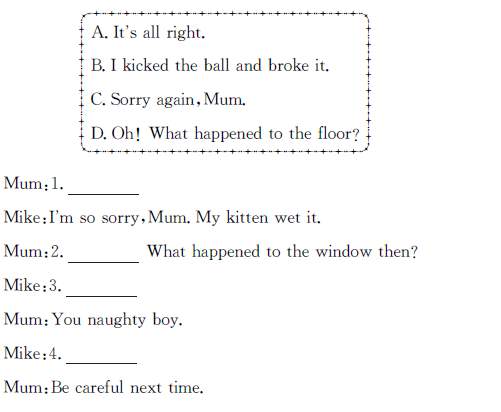 A. It's all right.
B. I kicked the ball and broke it.
C. Sorry again, Mum.
D. Oh! What happened to the floor?
Mum: 1. ________
Mike: I'm so sorry, Mum. My kitten wet it.
Mum: 2. ________ What happened to the window then?
Mike: 3. ________
Mum: You naughty boy.
Mike: 4. ________
Mum: Be careful next time.